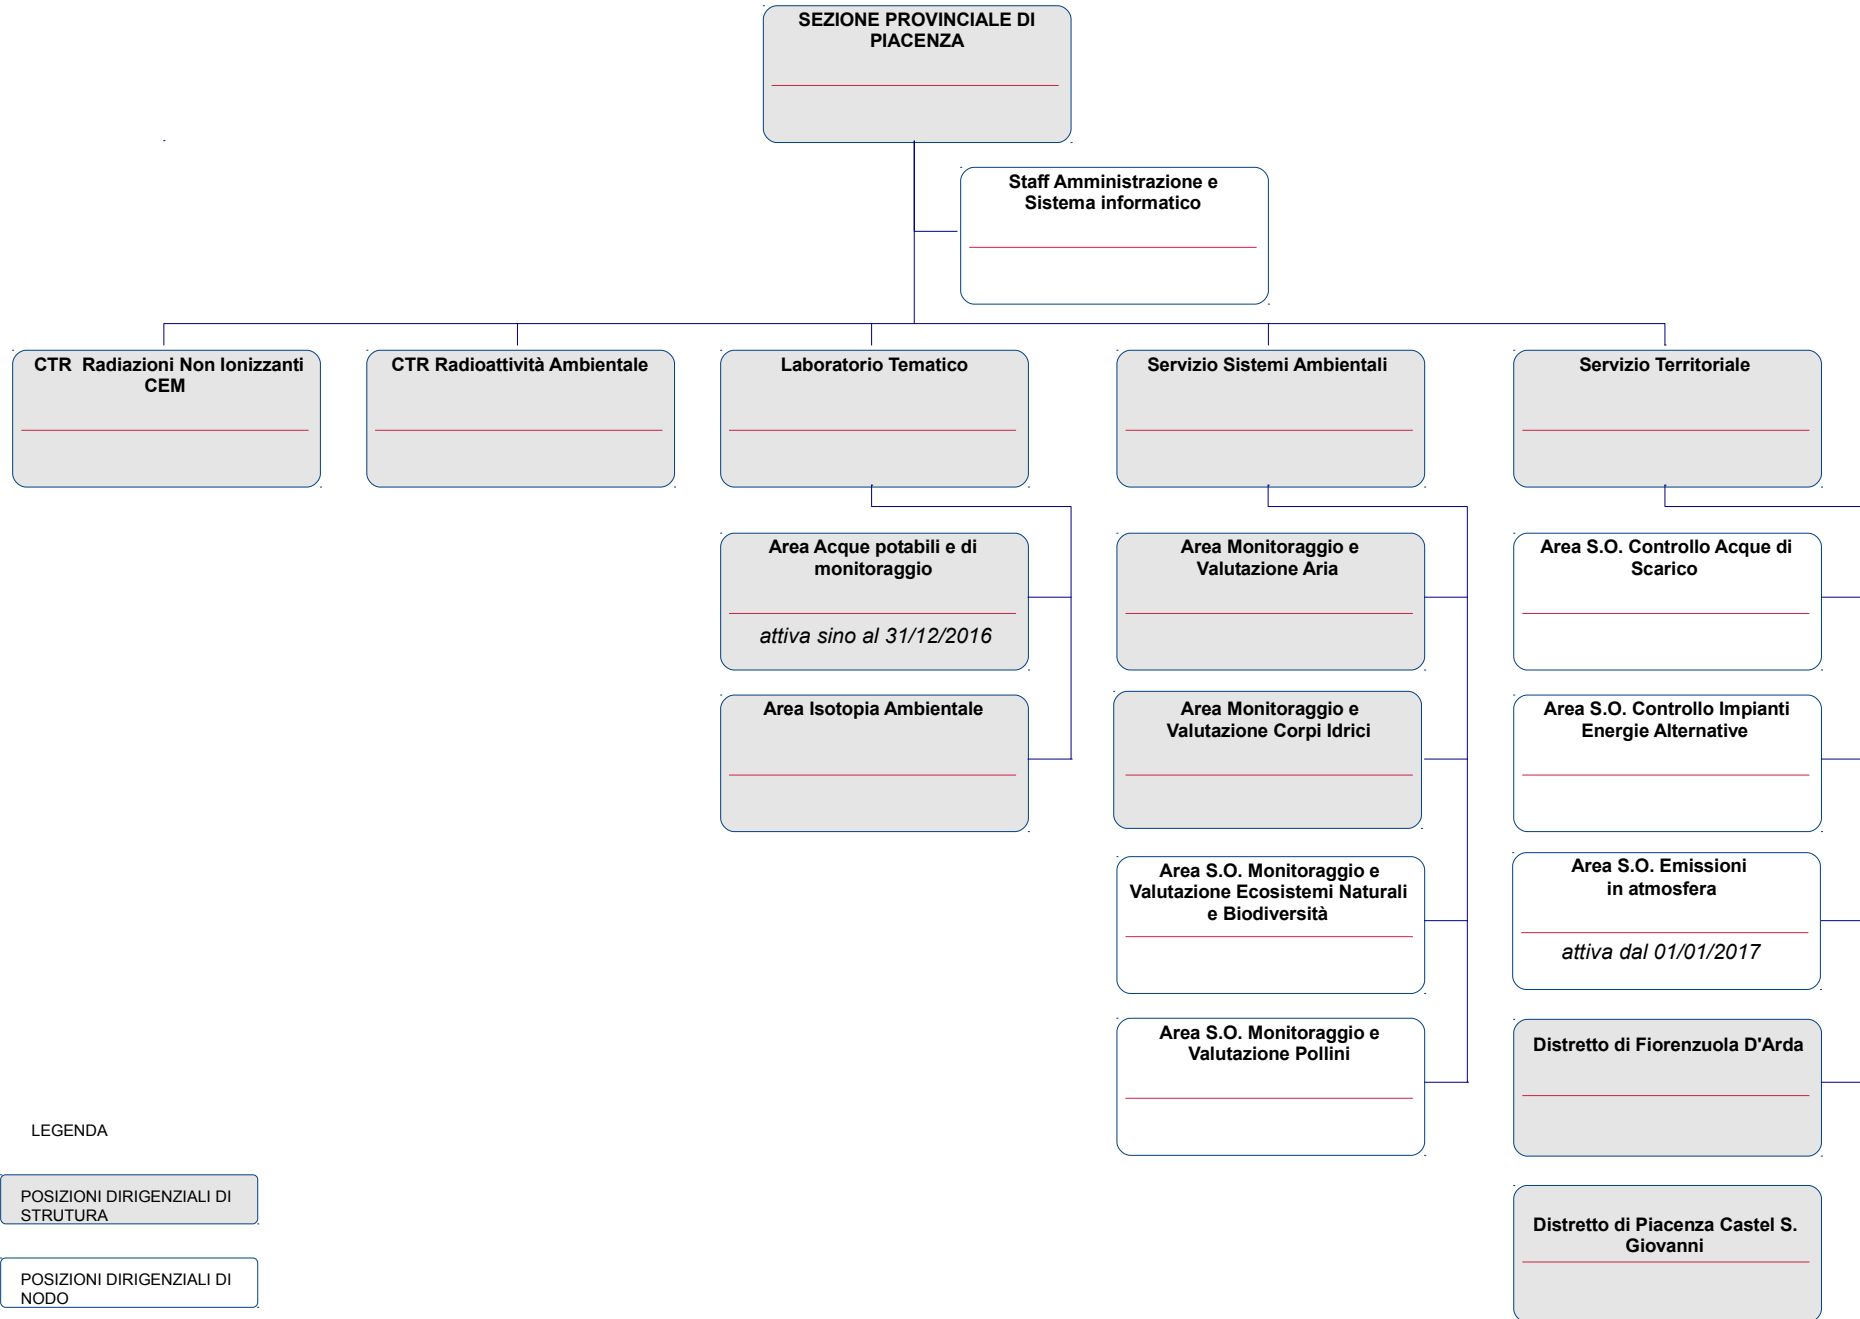 SEZIONE PROVINCIALE DI
PIACENZA
Staff Amministrazione e
Sistema informatico
CTR Radiazioni Non Ionizzanti
CEM
CTR Radioattività Ambientale
Laboratorio Tematico
Servizio Sistemi Ambientali
Servizio Territoriale
Area Acque potabili e di
monitoraggio
attiva sino al 31/12/2016
Area Monitoraggio e
Valutazione Aria
Area S.O. Controllo Acque di
Scarico
Area Isotopia Ambientale
Area Monitoraggio e
Valutazione Corpi Idrici
Area S.O. Controllo Impianti
Energie Alternative
Area S.O. Monitoraggio e
Valutazione Ecosistemi Naturali
e Biodiversità
Area S.O. Emissioni
in atmosfera
attiva dal 01/01/2017
Area S.O. Monitoraggio e
Valutazione Pollini
Distretto di Fiorenzuola D'Arda
Distretto di Piacenza Castel S.
Giovanni
LEGENDA
POSIZIONI DIRIGENZIALI DI
STRUTURA
POSIZIONI DIRIGENZIALI DI
NODO